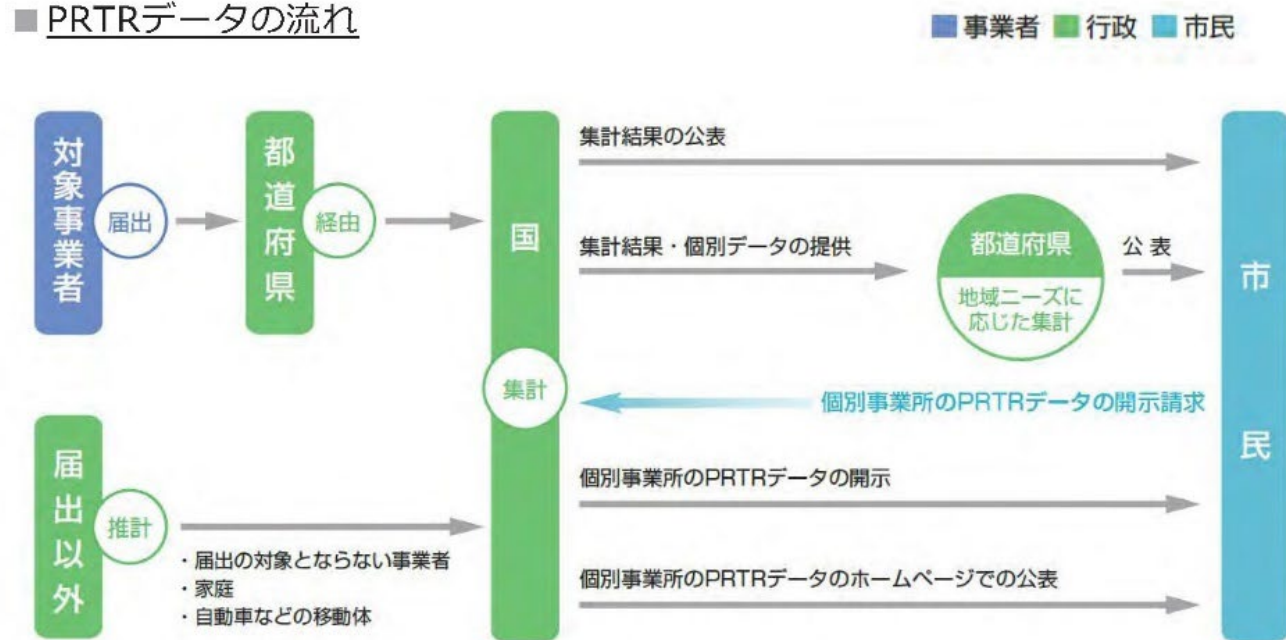 ■ PRTRデータの流れ
事業者 行政 市民
対象事業者
届出
都道府県
経由
国
集計
集計結果の公表
集計結果・個別データの提供
都道府県
地域ニーズに
応じた集計
公 表
市民
個別事業所のPRTRデータの開示請求
届出以外
推計
・届出の対象とならない事業者
・家庭
・自動車などの移動体
個別事業所のPRTRデータの開示
個別事業所のPRTRデータのホームページでの公表